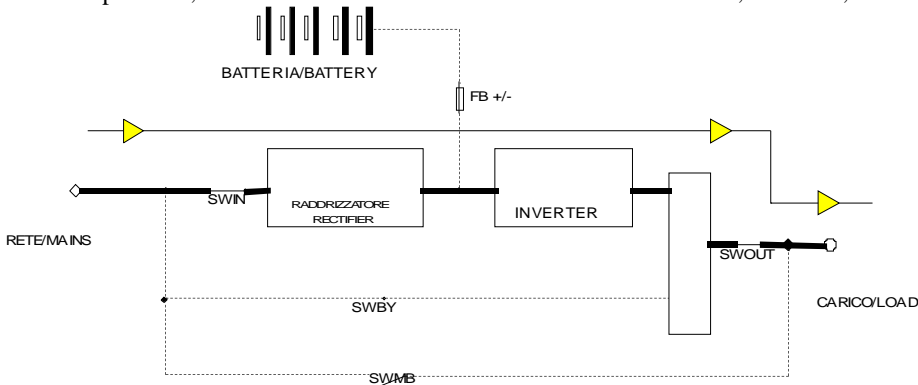 BATTERIA/BATTERY
FB +/-
SWIN
RADDRIZZATORE
RECTIFIER
INVERTER
RETE/MAINS
SWOUT
SWBY
CARICO/LOAD
SWMB